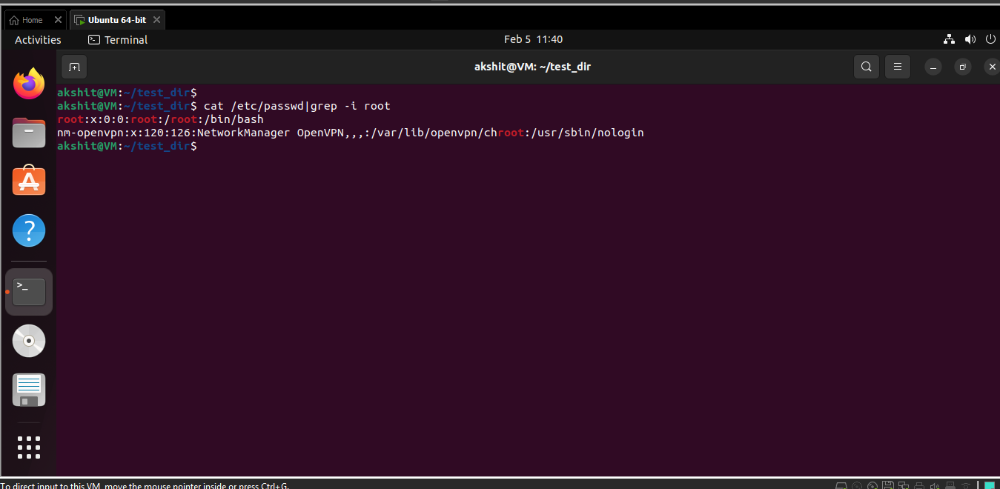 Home
Ubuntu 64-bit
Activities
Terminal
Feb 5 11:40
akshit@VM: ~/test_dir
akshit@VM:~/test_dir$
akshit@VM:~/test_dir$ cat /etc/passwd|grep -i root
root:x:0:0:root:/root:/bin/bash
nm-openvpn:x:120:126:NetworkManager OpenVPN,,,:/var/lib/openvpn/chroot:/usr/sbin/nologin
akshit@VM:~/test_dir$
To direct input to this VM, move the mouse pointer inside or press Ctrl+G.